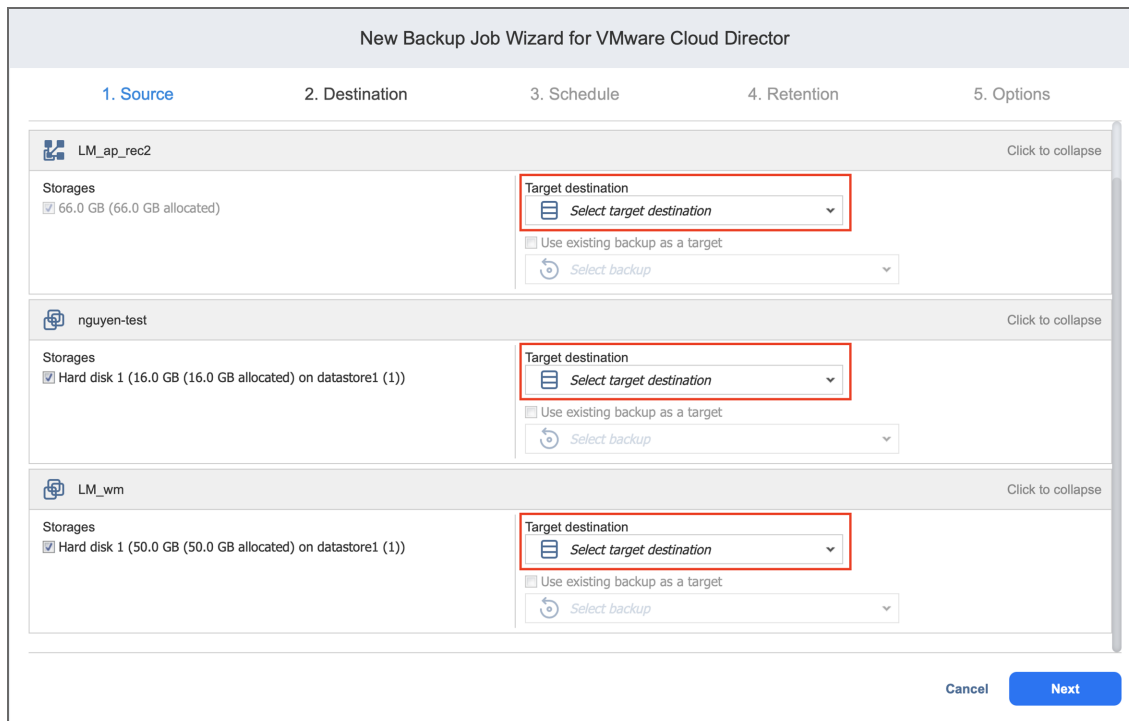 New Backup Job Wizard for VMware Cloud Director
1. Source 2. Destination 3. Schedule 4. Retention 5. Options
LM_ap_rec2 Click to collapse
Storages Target destination
66.0 GB (66.0 GB allocated) Select target destination
Use existing backup as a target
Select backup
nguyen-test Click to collapse
Storages Target destination
Hard disk 1 (16.0 GB (16.0 GB allocated) on datastore1 (1)) Select target destination
Use existing backup as a target
Select backup
LM_wm Click to collapse
Storages Target destination
Hard disk 1 (50.0 GB (50.0 GB allocated) on datastore1 (1)) Select target destination
Use existing backup as a target
Select backup
Cancel Next